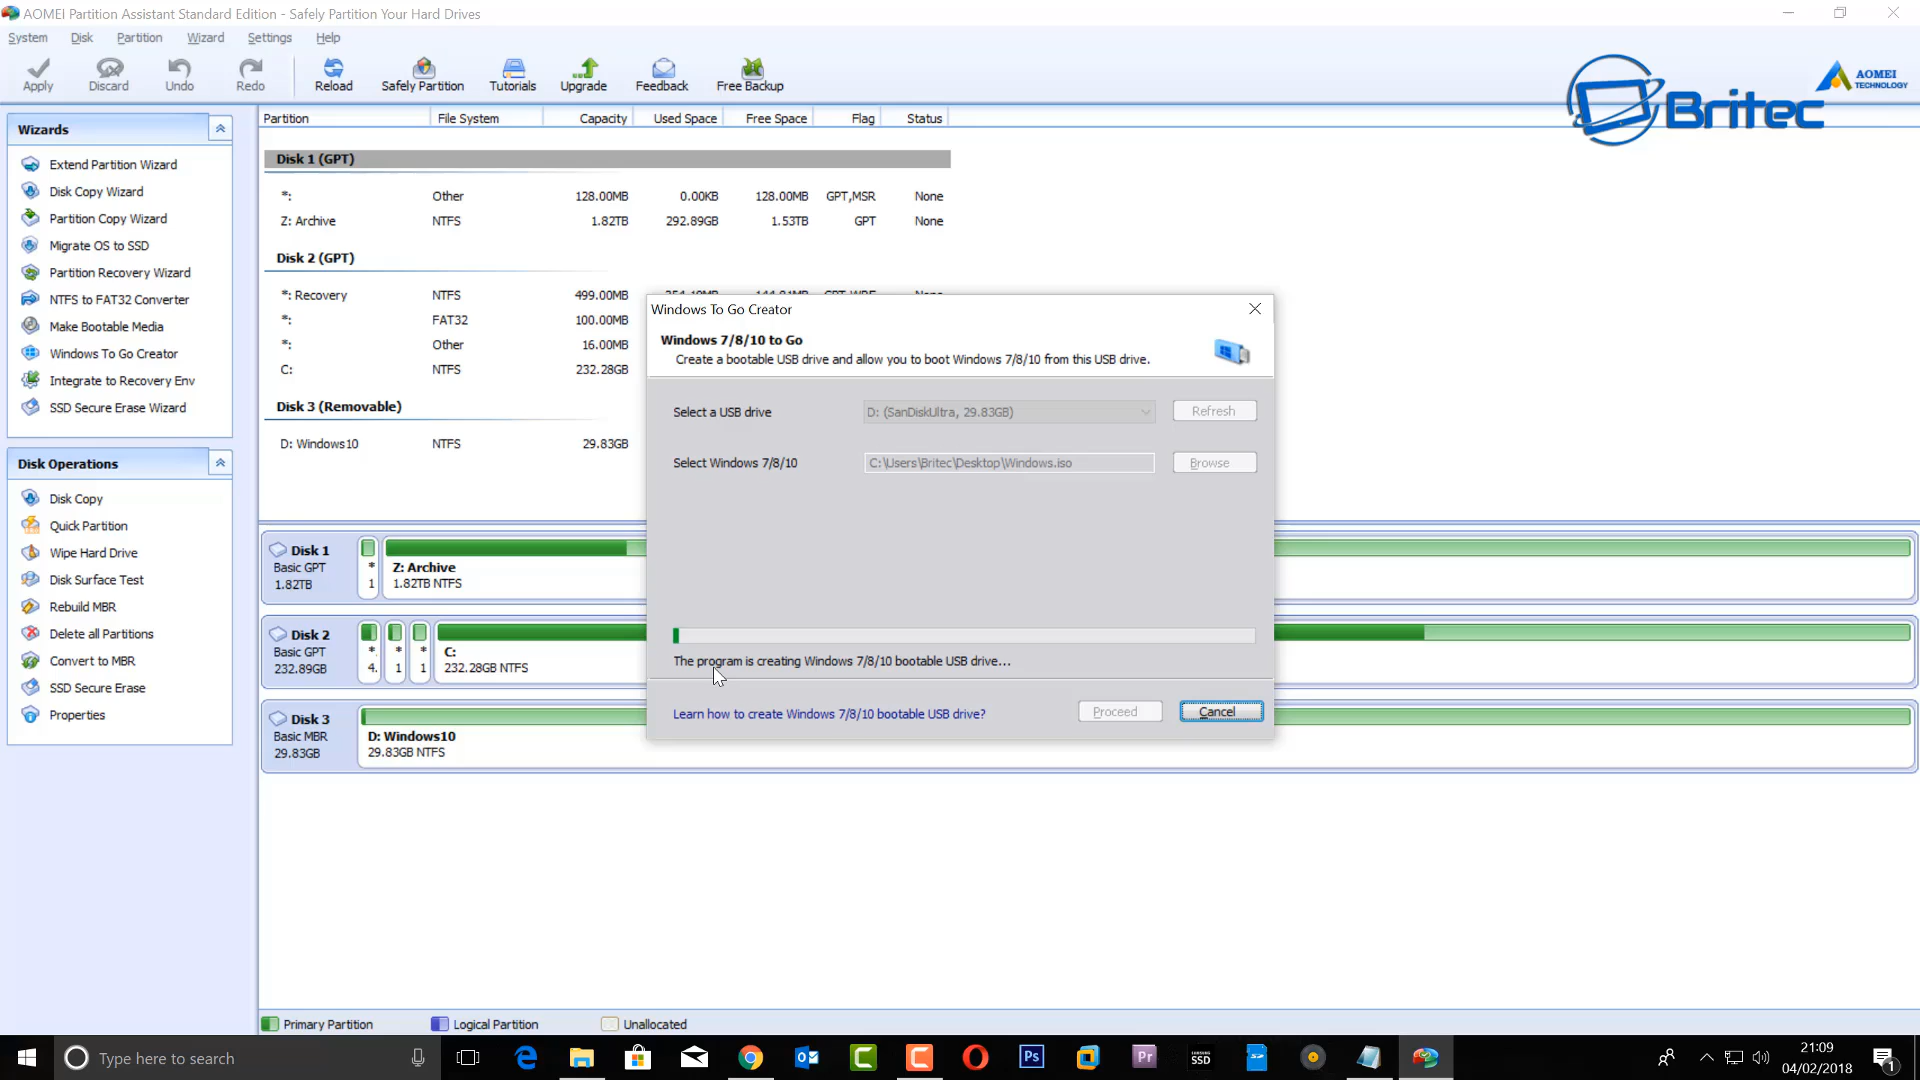 AOMEI Partition Assistant Standard Edition - Safely Partition Your Hard Drives
System Disk Partition Wizard Settings Help
Apply Discard Undo Redo Reload Safely Partition Tutorials Upgrade Feedback Free Backup
AOMEI
TECHNOLOGY
Britec
Wizards
Extend Partition Wizard
Disk Copy Wizard
Partition Copy Wizard
Migrate OS to SSD
Partition Recovery Wizard
NTFS to FAT32 Converter
Make Bootable Media
Windows To Go Creator
Integrate to Recovery Env
SSD Secure Erase Wizard
Disk Operations
Disk Copy
Quick Partition
Wipe Hard Drive
Disk Surface Test
Rebuild MBR
Delete all Partitions
Convert to MBR
SSD Secure Erase
Properties
Partition File System Capacity Used Space Free Space Flag Status
Disk 1 (GPT)
*: Other 128.00MB 0.00KB 128.00MB GPT,MSR None
Z: Archive NTFS 1.82TB 292.89GB 1.53TB GPT None
Disk 2 (GPT)
*: Recovery NTFS 499.00MB
*: FAT32 100.00MB
*: Other 16.00MB
C: NTFS 232.28GB
Disk 3 (Removable)
D: Windows10 NTFS 29.83GB
Windows To Go Creator
Windows 7/8/10 to Go
Create a bootable USB drive and allow you to boot Windows 7/8/10 from this USB drive.
Select a USB drive D: (SanDiskUltra, 29.83GB) Refresh
Select Windows 7/8/10 C:\Users\Britec\Desktop\Windows.iso Browse
The program is creating Windows 7/8/10 bootable USB drive...
Learn how to create Windows 7/8/10 bootable USB drive? Proceed Cancel
Disk 1
Basic GPT
1.82TB
*
1
Z: Archive
1.82TB NTFS
Disk 2
Basic GPT
232.89GB
* * *
4. 1 1
C:
232.28GB NTFS
Disk 3
Basic MBR
29.83GB
D: Windows10
29.83GB NTFS
Primary Partition Logical Partition Unallocated
Type here to search
Ps
Pr
SSD
21:09
04/02/2018
1